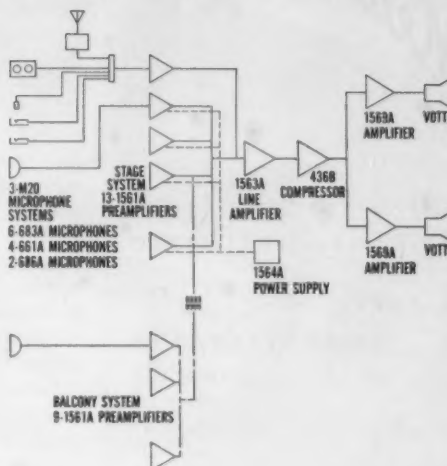 1569A
AMPLIFIER
VOTT
STAGE
SYSTEM
13-1561A
PREAMPLIFIERS
1563A
LINE
AMPLIFIER
436B
COMPRESSOR
3-M20
MICROPHONE
SYSTEMS
6-683A MICROPHONES
4-661A MICROPHONES
2-686A MICROPHONES
1569A
AMPLIFIER
VOTT
1564A
POWER SUPPLY
BALCONY SYSTEM
9-1561A PREAMPLIFIERS